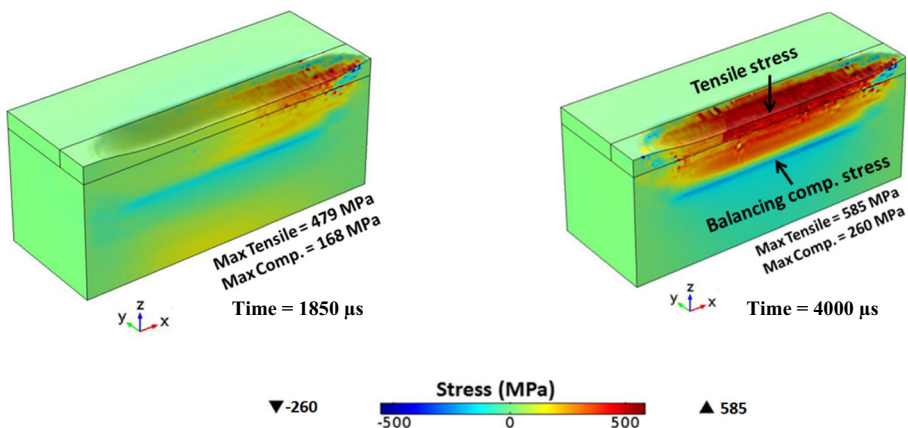 Max Tensile = 479 MPa
Max Comp. = 168 MPa
z
y
x
Time = 1850 µs
Tensile stress
Balancing comp. stress
Max Tensile = 585 MPa
Max Comp. = 260 MPa
z
y
x
Time = 4000 µs
Stress (MPa)
▼-260
▲ 585
-500 0 500